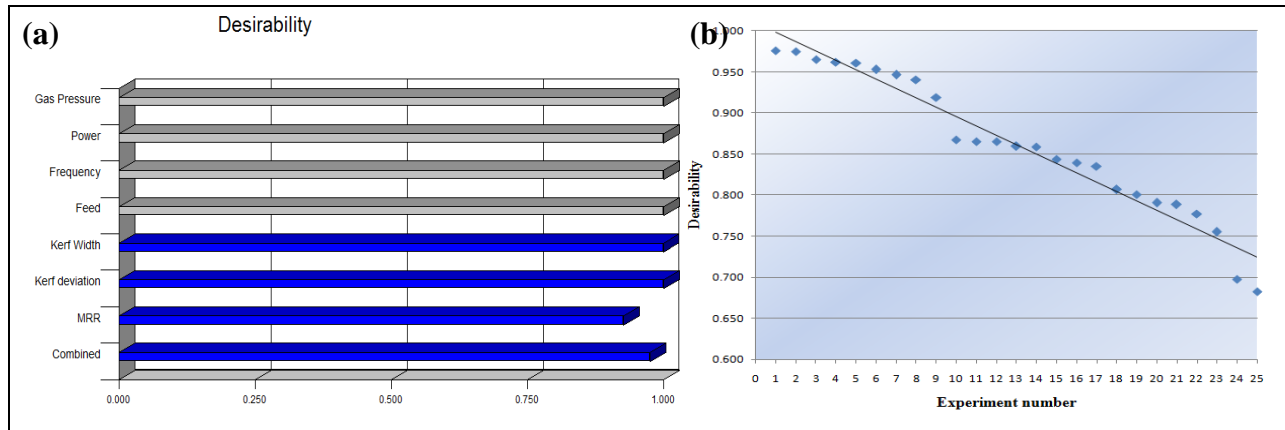 (a)
Desirability
Gas Pressure
Power
Frequency
Feed
Kerf Width
Kerf deviation
MRR
Combined
0.000 0.250 0.500 0.750 1.000
(b)
1.000
0.950
0.900
0.850
0.800
0.750
0.700
0.600
Desirability
0 1 2 3 4 5 6 7 8 9 10 11 12 13 14 15 16 17 18 19 20 21 22 23 24 25
Experiment number